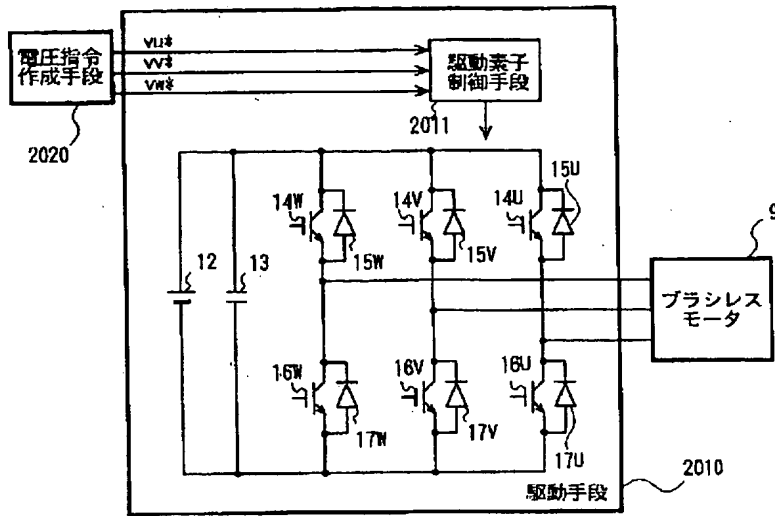 電圧指令
作成手段
2020
VU*
VV*
VW*
駆動素子
制御手段
2011
14W
15W
14V
15V
14U
15U
12
13
16W
17W
16V
17V
16U
17U
9
ブラシレス
モータ
2010
駆動手段